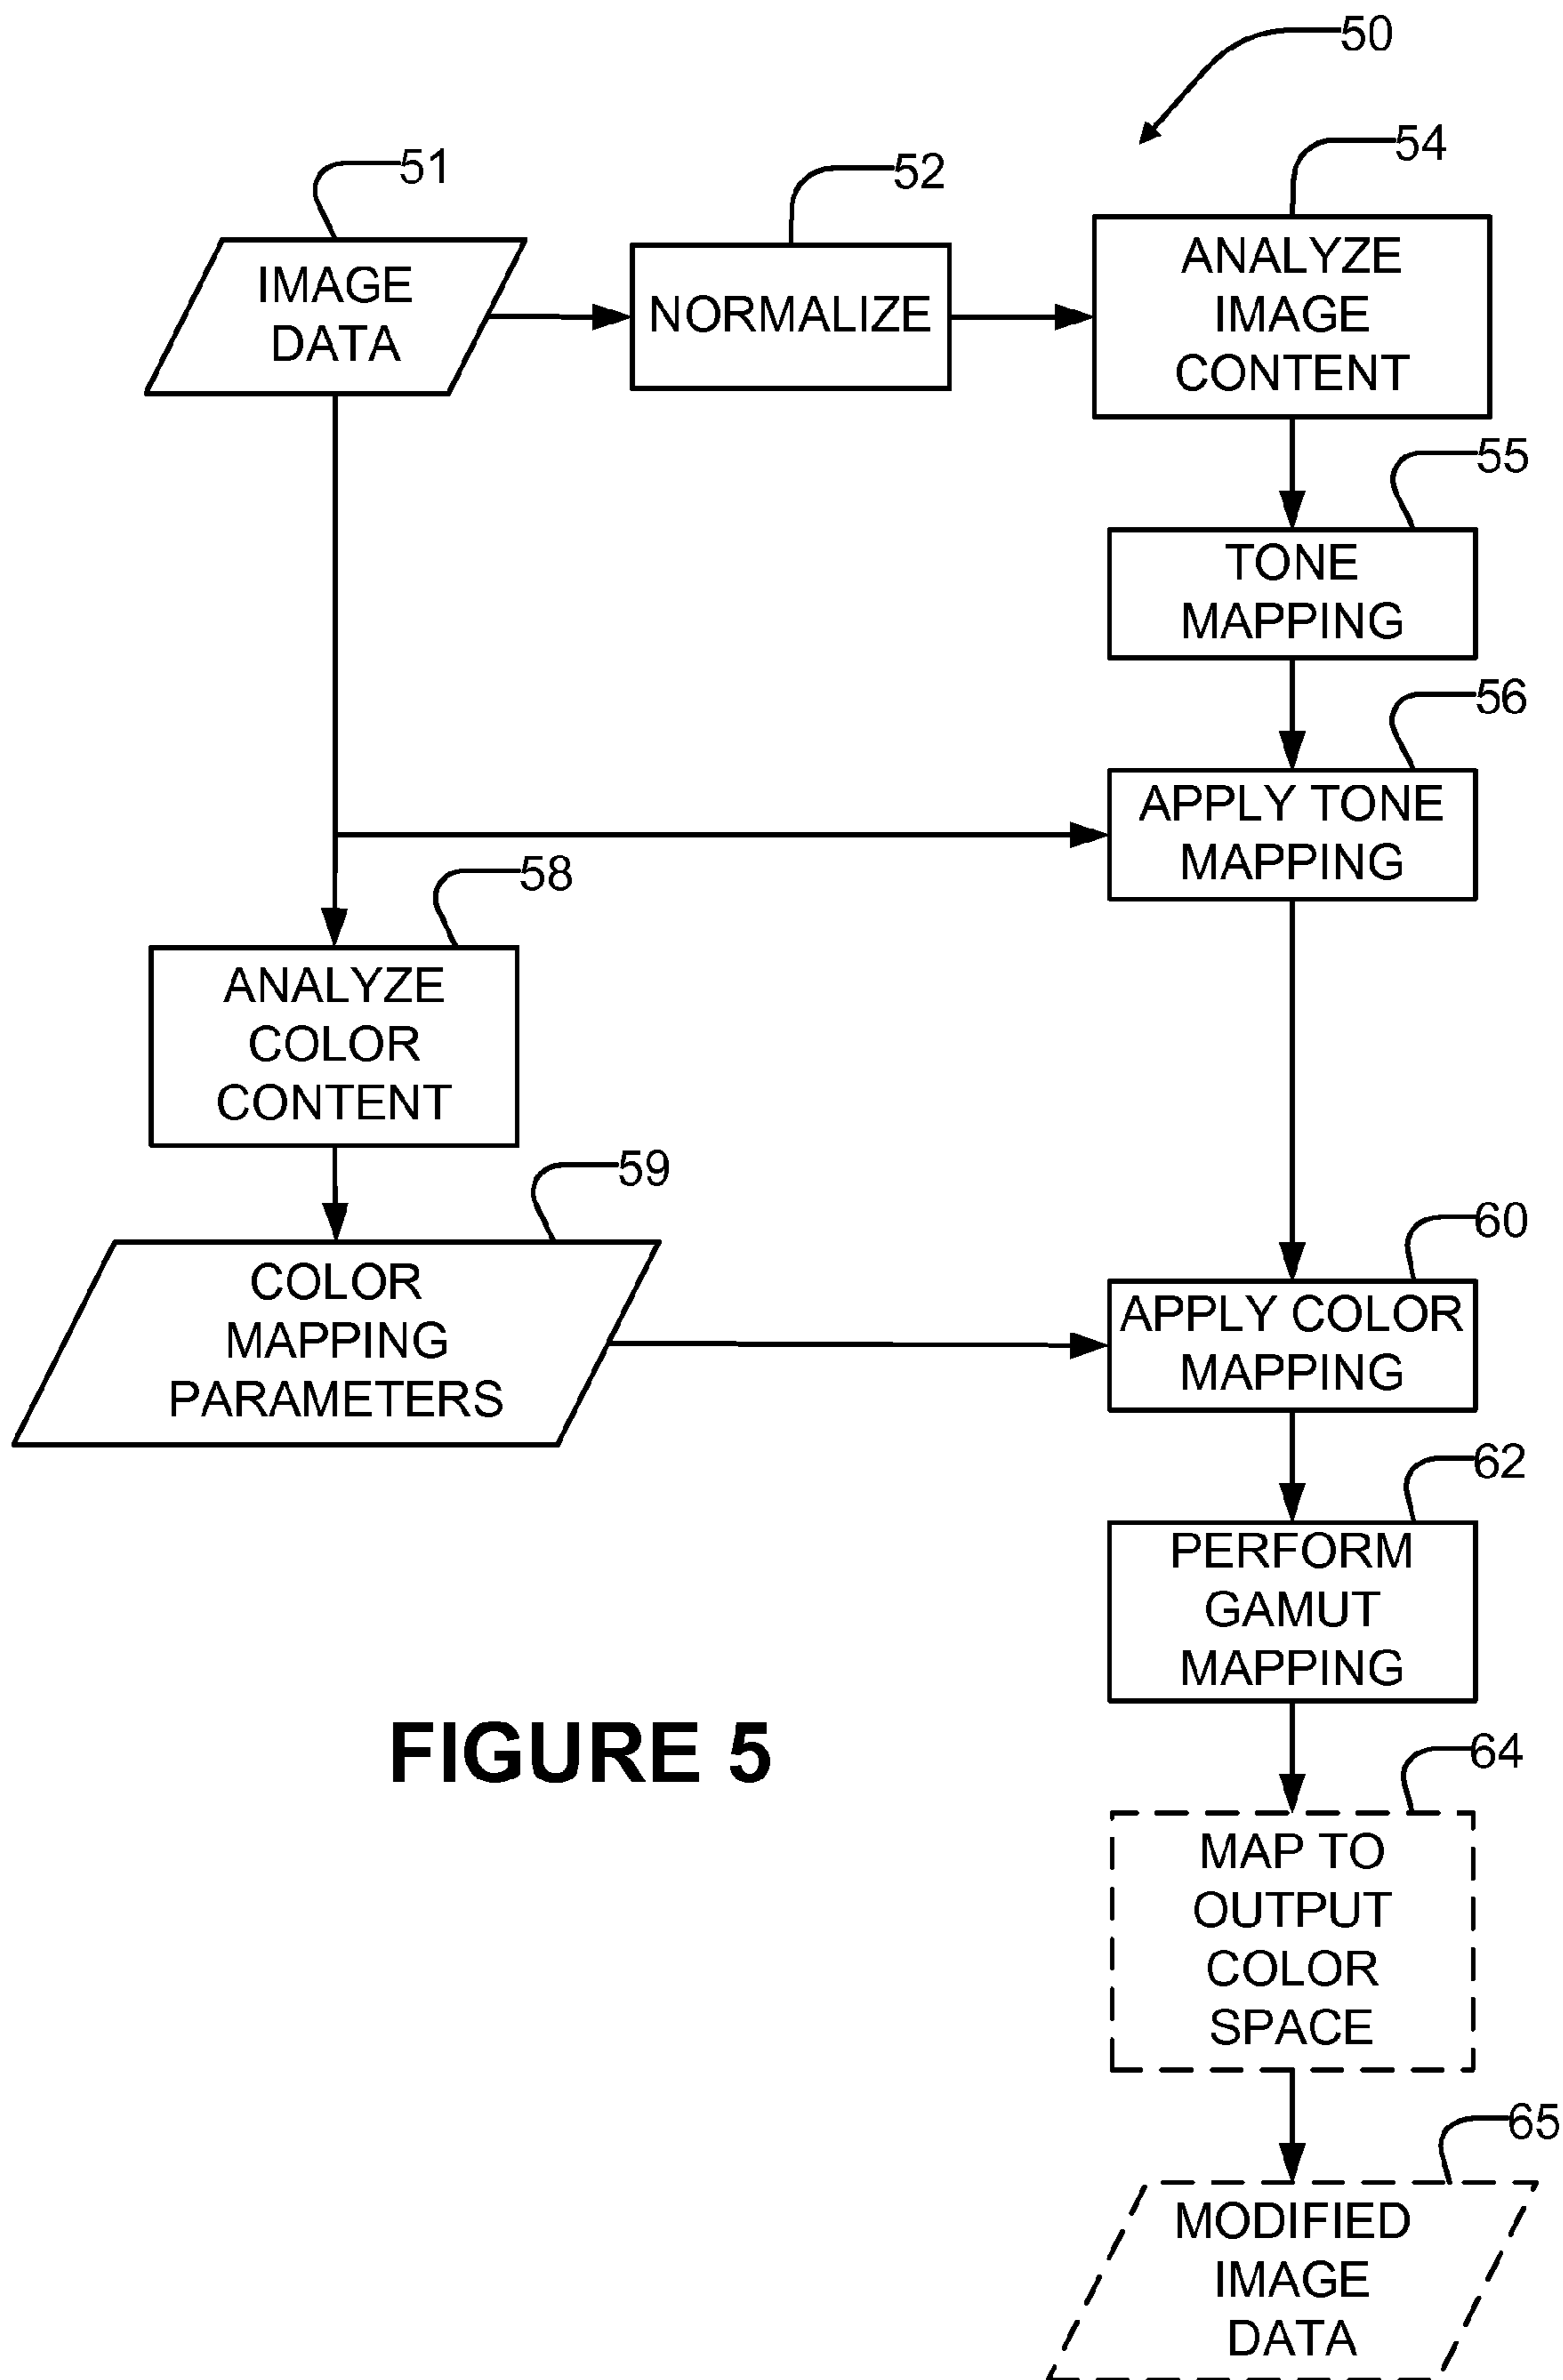 50
51
52
54
IMAGE
DATA
NORMALIZE
ANALYZE
IMAGE
CONTENT
55
TONE
MAPPING
56
APPLY TONE
MAPPING
58
ANALYZE
COLOR
CONTENT
59
COLOR
MAPPING
PARAMETERS
60
APPLY COLOR
MAPPING
62
PERFORM
GAMUT
MAPPING
FIGURE 5
64
MAP TO
OUTPUT
COLOR
SPACE
65
MODIFIED
IMAGE
DATA